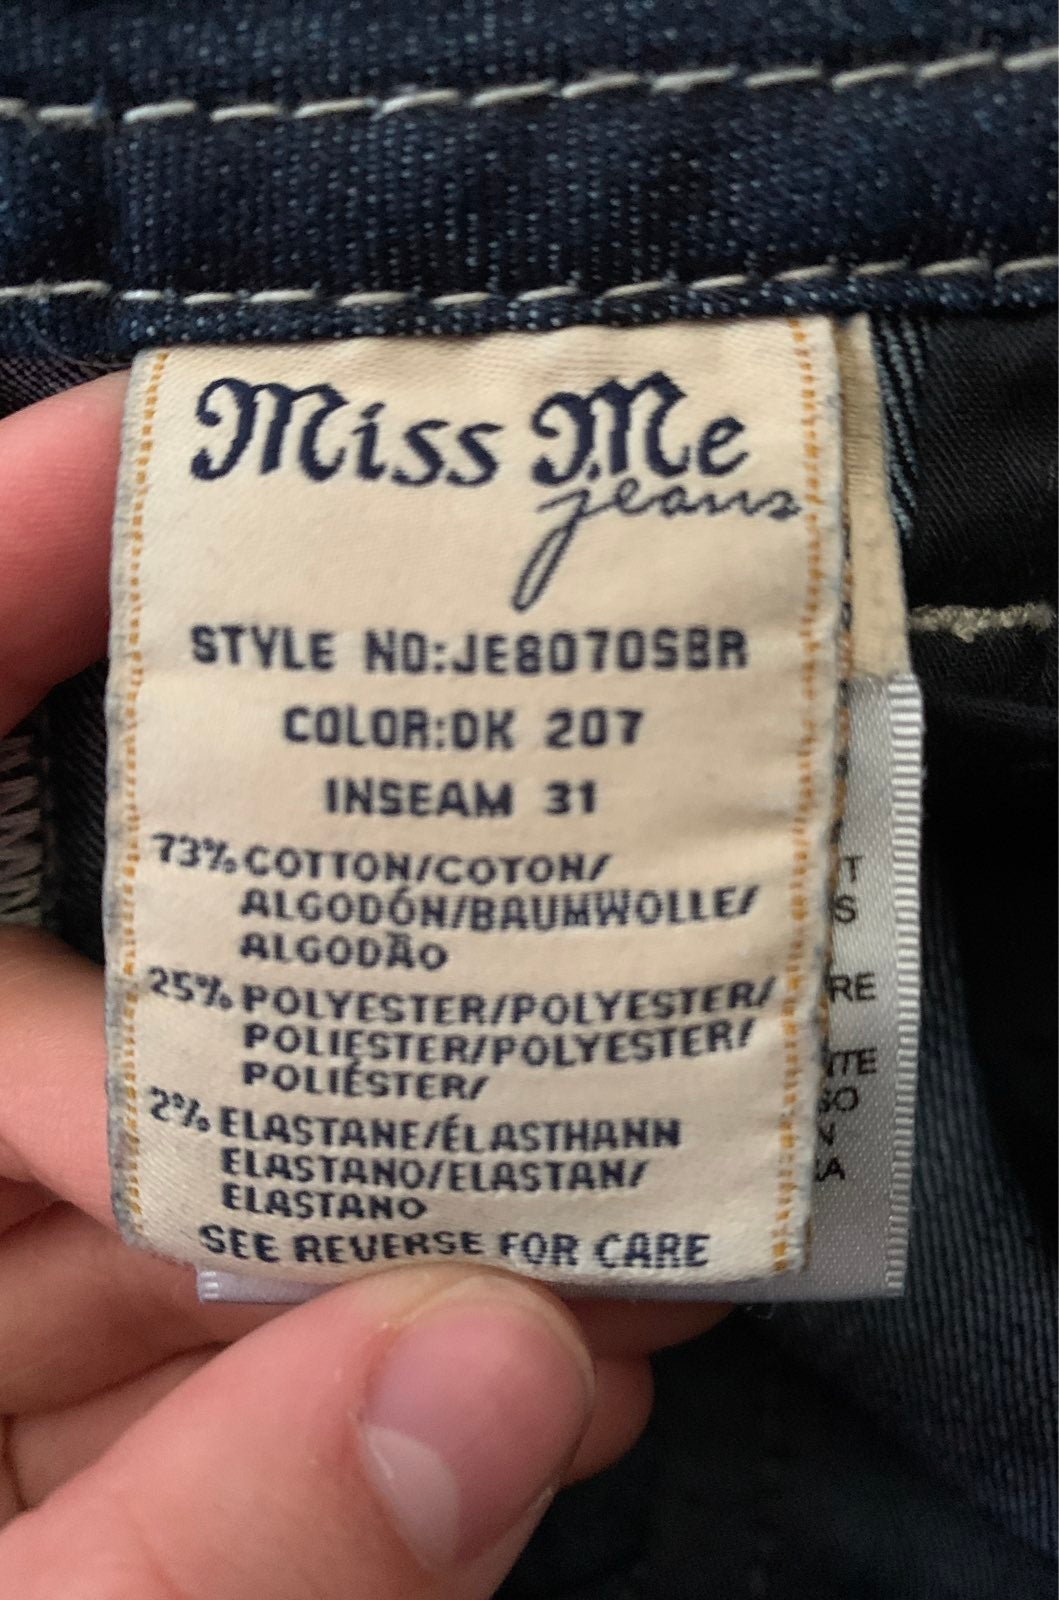 Miss Me
jeans
STYLE NO:JE8070SBR
COLOR:DK 207
INSEAM 31
73% COTTON/COTON/
ALGODÓN/BAUMWOLLE/
ALGODÃO
25% POLYESTER/POLYESTER/
POLIESTER/POLYESTER/
POLIÉSTER/
2% ELASTANE/ÉLASTHANN
ELASTANO/ELASTAN/
ELASTANO
SEE REVERSE FOR CARE